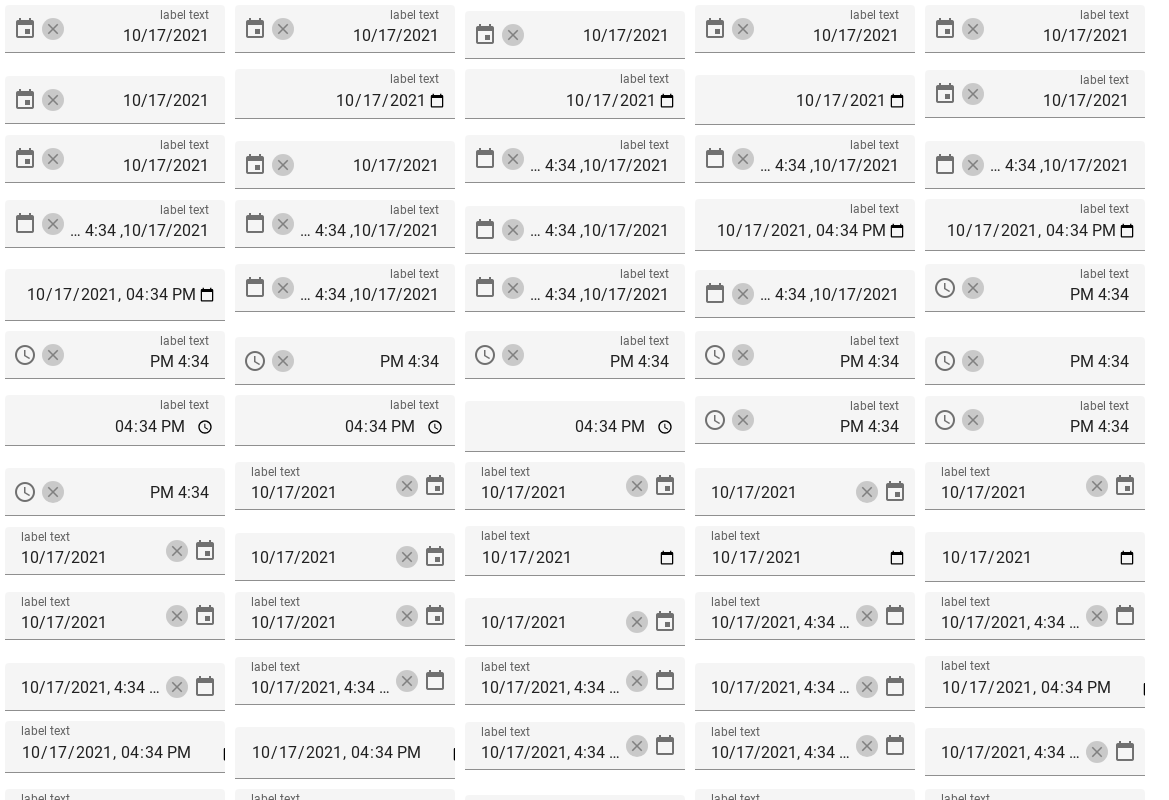 label text
10/17/2021
label text
10/17/2021
10/17/2021
label text
10/17/2021
label text
10/17/2021
10/17/2021
label text
10/17/2021
label text
10/17/2021
10/17/2021
label text
10/17/2021
label text
10/17/2021
10/17/2021
label text
... 4:34 ,10/17/2021
label text
... 4:34 ,10/17/2021
... 4:34 ,10/17/2021
label text
... 4:34 ,10/17/2021
label text
... 4:34 ,10/17/2021
... 4:34 ,10/17/2021
label text
10/17/2021, 04:34 PM
label text
10/17/2021, 04:34 PM
10/17/2021, 04:34 PM
label text
... 4:34 ,10/17/2021
label text
... 4:34 ,10/17/2021
... 4:34 ,10/17/2021
label text
PM 4:34
label text
PM 4:34
PM 4:34
label text
PM 4:34
label text
PM 4:34
PM 4:34
label text
04:34 PM
label text
04:34 PM
04:34 PM
label text
PM 4:34
label text
PM 4:34
PM 4:34
label text
10/17/2021
label text
10/17/2021
10/17/2021
label text
10/17/2021
label text
10/17/2021
10/17/2021
label text
10/17/2021
label text
10/17/2021
10/17/2021
label text
10/17/2021
label text
10/17/2021
10/17/2021
label text
10/17/2021, 4:34 ...
label text
10/17/2021, 4:34 ...
10/17/2021, 4:34 ...
label text
10/17/2021, 4:34 ...
label text
10/17/2021, 4:34 ...
10/17/2021, 4:34 ...
label text
10/17/2021, 04:34 PM
label text
10/17/2021, 04:34 PM
10/17/2021, 04:34 PM
label text
10/17/2021, 4:34 ...
label text
10/17/2021, 4:34 ...
10/17/2021, 4:34 ...
label text
label text
label text
label text